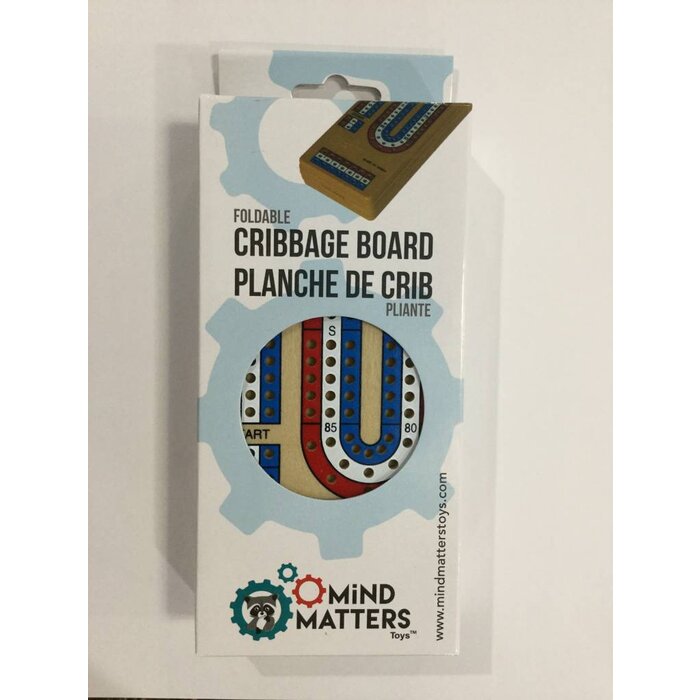 FOLDABLE
CRIBBAGE BOARD
PLANCHE DE CRIB
PLIANTE
S
85
80
ART
MiND
MATTERS
Toys™
www.mindmatterstoys.com